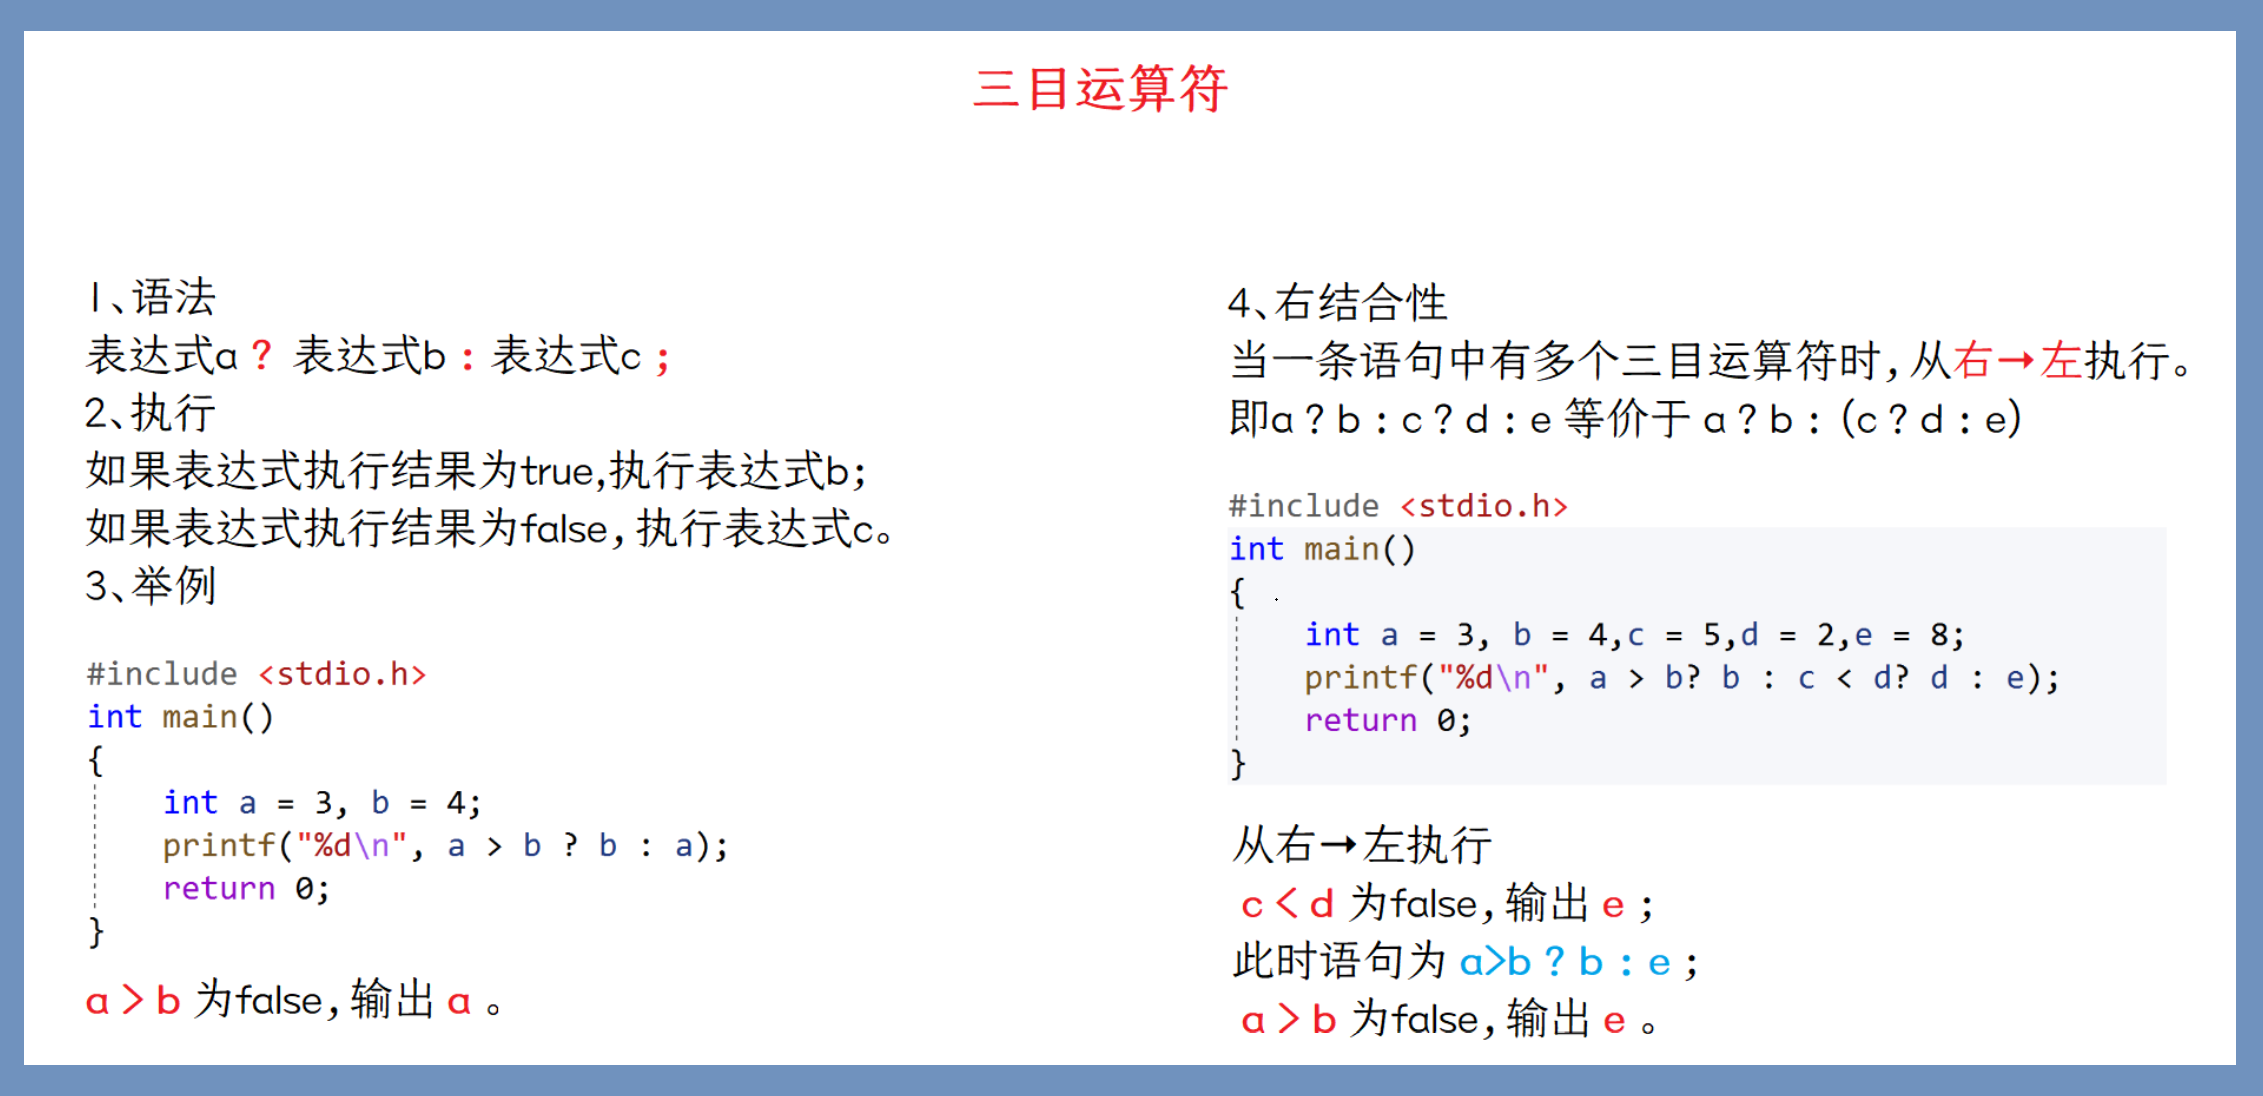 三目运算符
1、语法
表达式a ? 表达式b : 表达式c ;
2、执行
如果表达式执行结果为true,执行表达式b;
如果表达式执行结果为false, 执行表达式c。
3、举例
#include <stdio.h>
int main()
{
    int a = 3, b = 4;
    printf("%d\n", a > b ? b : a);
    return 0;
}
a > b 为false, 输出 a 。
4、右结合性
当一条语句中有多个三目运算符时, 从右→左执行。
即a ? b : c ? d : e 等价于 a ? b : (c ? d : e)
#include <stdio.h>
int main()
{
    int a = 3, b = 4,c = 5,d = 2,e = 8;
    printf("%d\n", a > b? b : c < d? d : e);
    return 0;
}
从右→左执行
c < d 为false, 输出 e ;
此时语句为 a>b ? b : e ;
a > b 为false, 输出 e 。